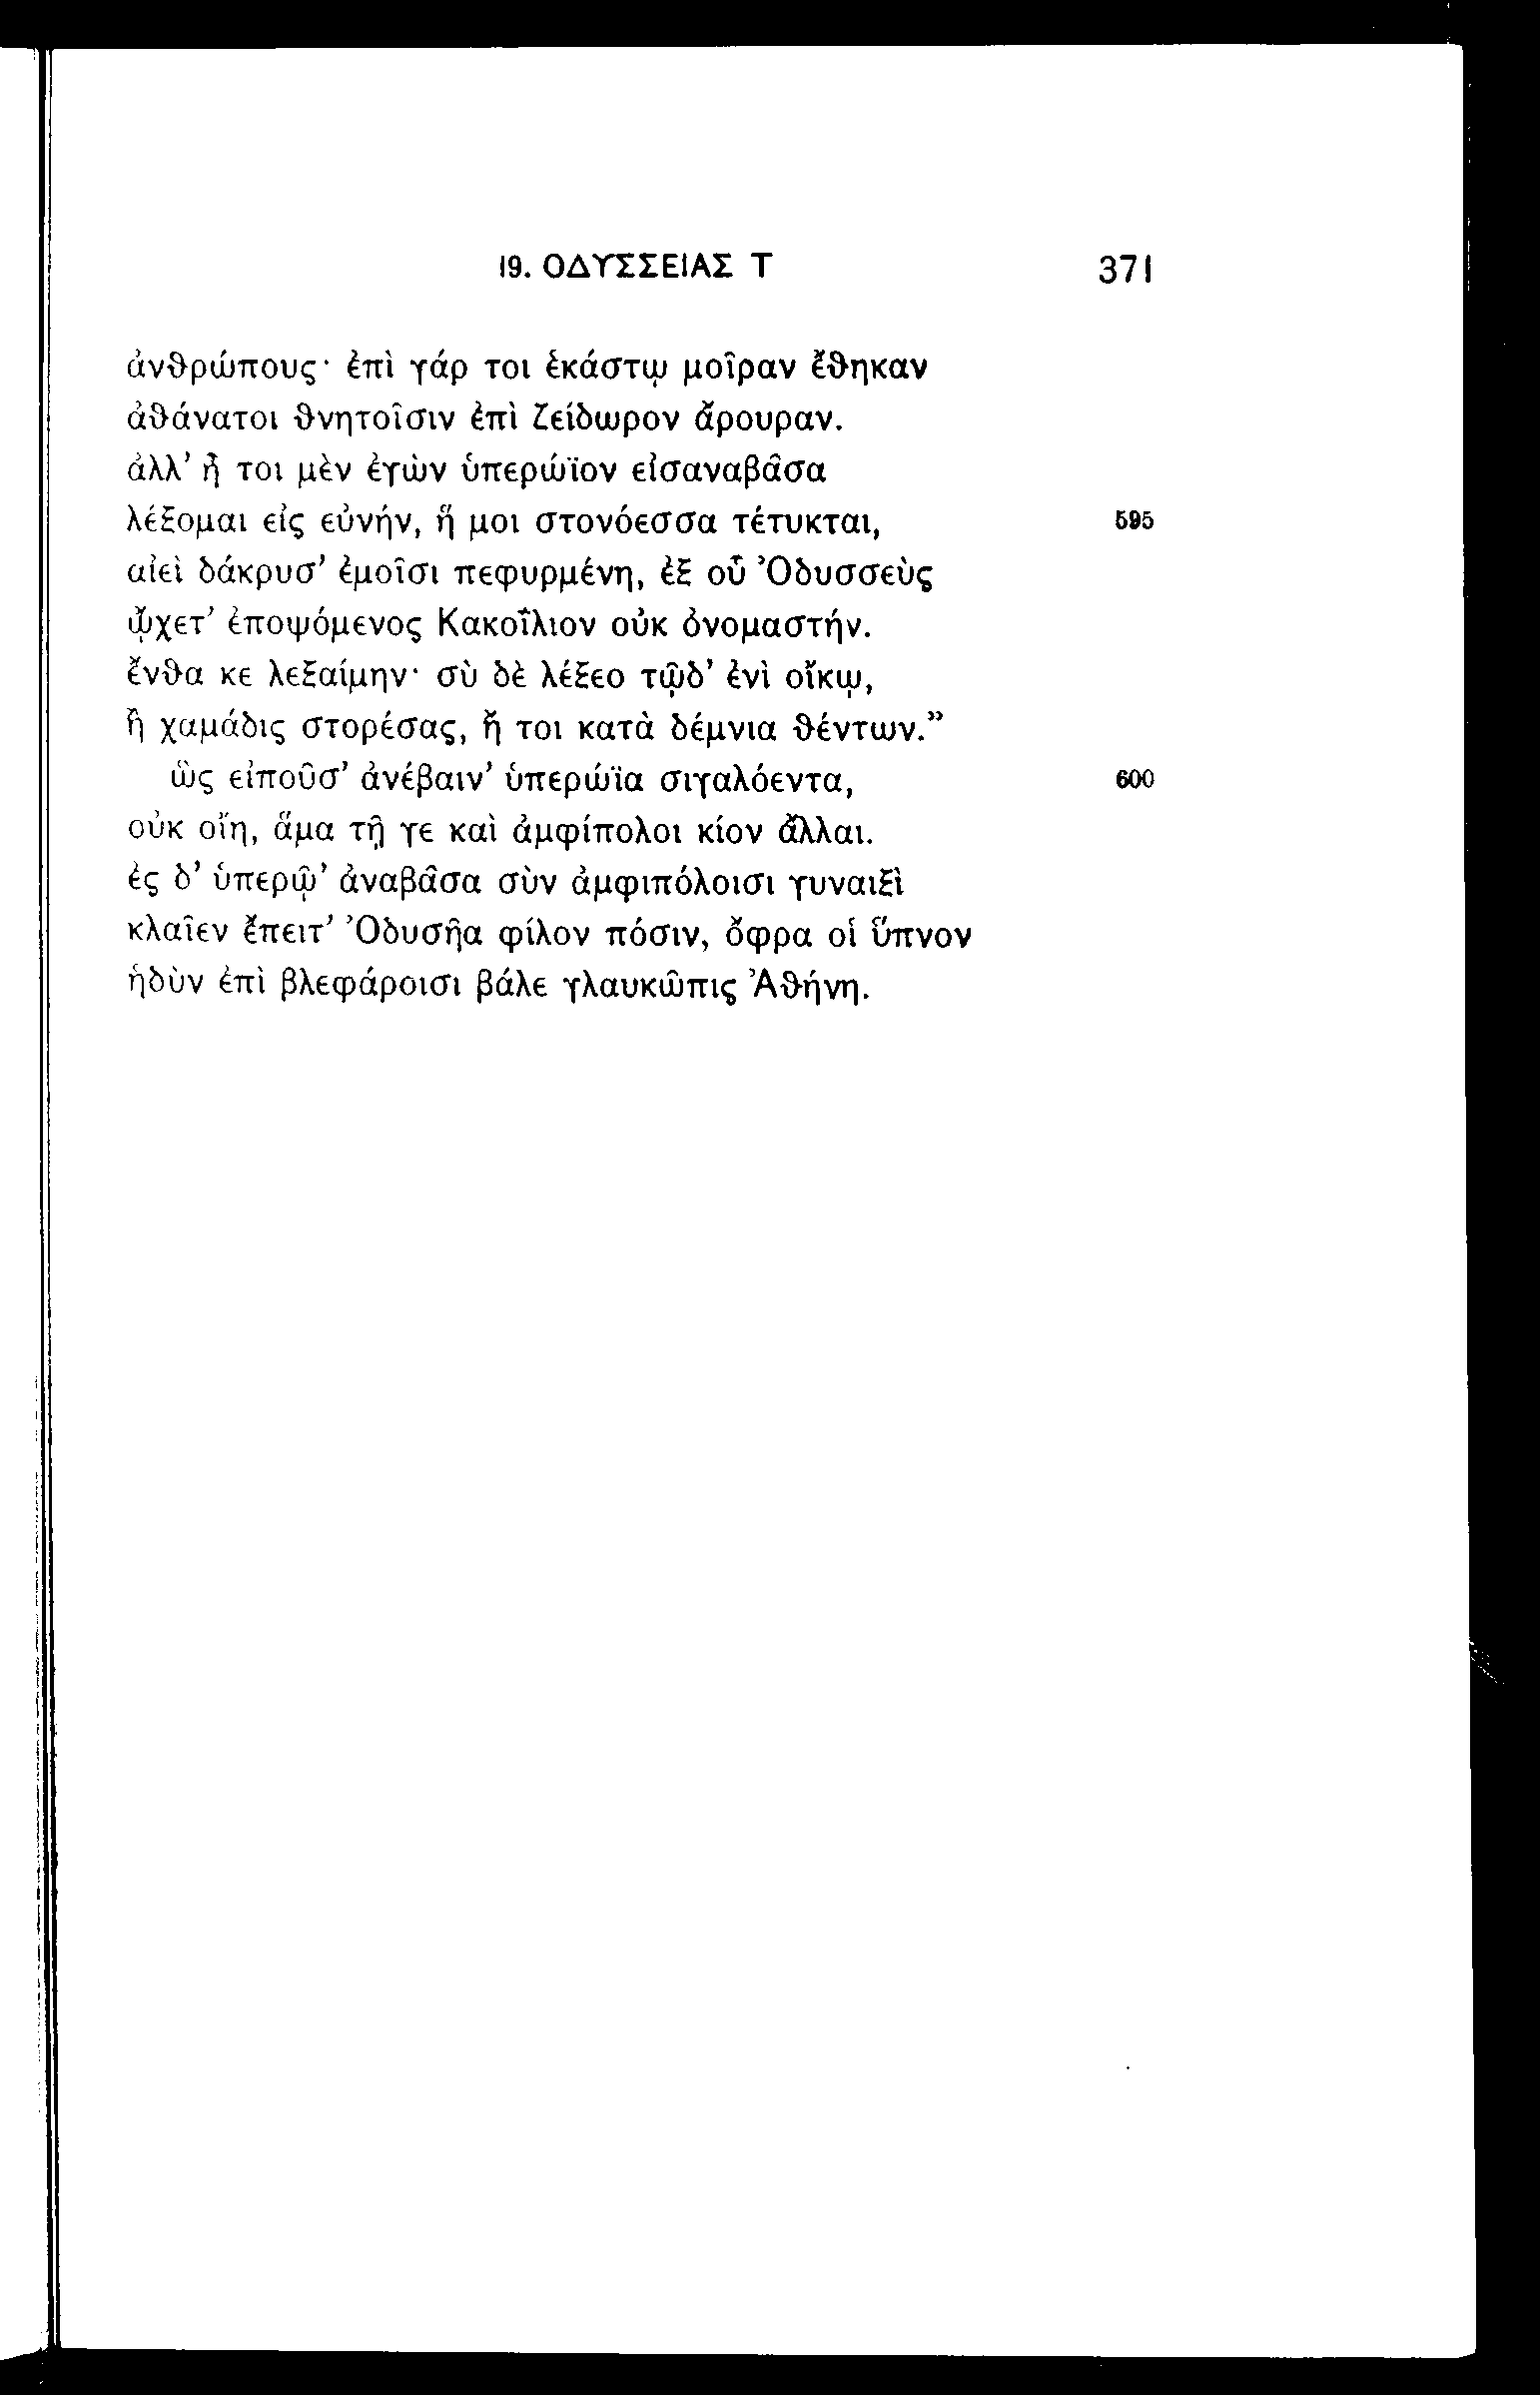 19. ΟΔΥΣΣΕΙΑΣ Τ 371
ἀνθρώπους· ἐπὶ γάρ τοι ἑκάστῳ μοῖραν ἔθηκαν
ἀθάνατοι θνητοῖσιν ἐπὶ ζείδωρον ἄρουραν.
ἀλλ’ ἦ τοι μὲν ἐγὼν ὑπερώϊον εἰσαναβᾶσα
λέξομαι εἰς εὐνήν, ἥ μοι στονόεσσα τέτυκται, 595
αἰεὶ δάκρυσ’ ἐμοῖσι πεφυρμένη, ἐξ οὗ Ὀδυσσεὺς
ᾤχετ’ ἐποψόμενος Κακοΐλιον οὐκ ὀνομαστήν.
ἔνθα κε λεξαίμην· σὺ δὲ λέξεο τῷδ’ ἐνὶ οἴκῳ,
ἢ χαμάδις στορέσας, ἤ τοι κατὰ δέμνια θέντων.”
ὣς εἰποῦσ’ ἀνέβαιν’ ὑπερώϊα σιγαλόεντα, 600
οὐκ οἴη, ἅμα τῇ γε καὶ ἀμφίπολοι κίον ἄλλαι.
ἐς δ’ ὑπερῷ’ ἀναβᾶσα σὺν ἀμφιπόλοισι γυναιξὶ
κλαῖεν ἔπειτ’ Ὀδυσῆα φίλον πόσιν, ὄφρα οἱ ὕπνον
ἡδὺν ἐπὶ βλεφάροισι βάλε γλαυκῶπις Ἀθήνη.